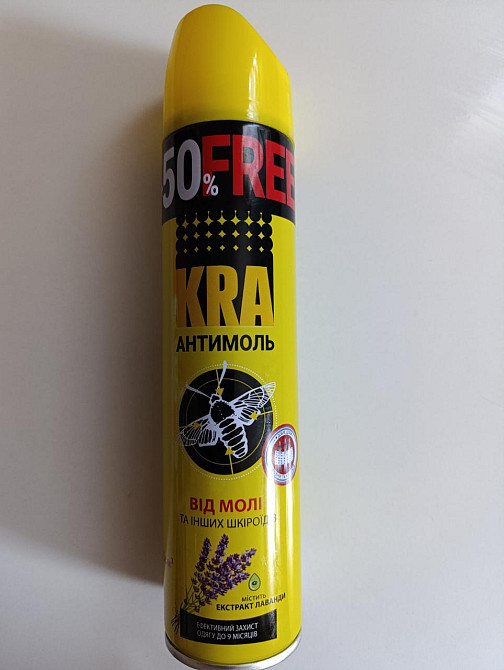 50% FREE
KRA
АНТИМОЛЬ
ВІД МОЛІ
ТА ІНШИХ ШКІРОЇДІВ
МІСТИТЬ
ЕКСТРАКТ ЛАВАНДИ
ЕФЕКТИВНИЙ ЗАХИСТ
ОДЯГУ ДО 9 МІСЯЦІВ